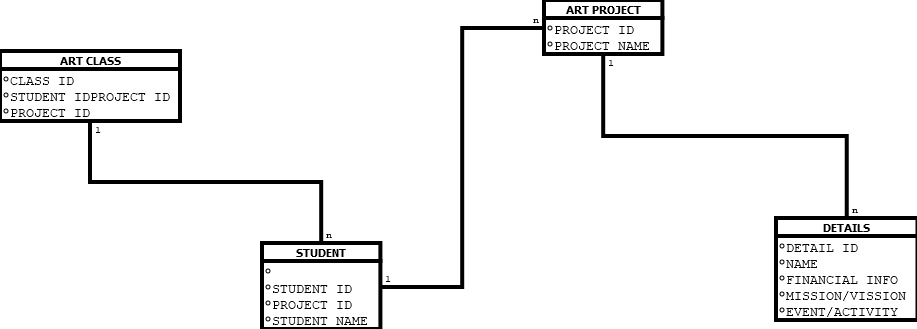 ART PROJECT
n
PROJECT ID
PROJECT NAME
1
ART CLASS
CLASS ID
STUDENT IDPROJECT ID
PROJECT ID
1
n
STUDENT
STUDENT ID
PROJECT ID
STUDENT NAME
1
n
DETAILS
DETAIL ID
NAME
FINANCIAL INFO
MISSION/VISSION
EVENT/ACTIVITY